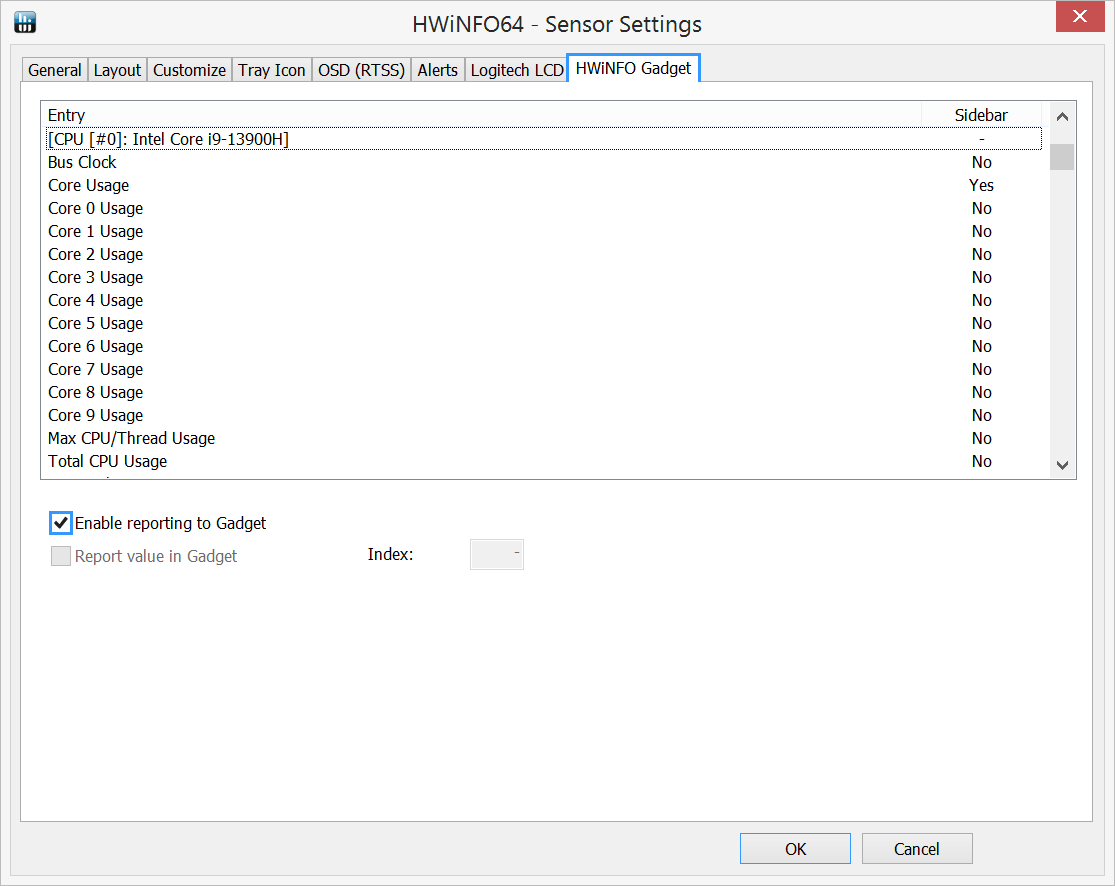 HWiNFO64 - Sensor Settings
General Layout Customize Tray Icon OSD (RTSS) Alerts Logitech LCD HWiNFO Gadget
Entry Sidebar
[CPU [#0]: Intel Core i9-13900H] -
Bus Clock No
Core Usage Yes
Core 0 Usage No
Core 1 Usage No
Core 2 Usage No
Core 3 Usage No
Core 4 Usage No
Core 5 Usage No
Core 6 Usage No
Core 7 Usage No
Core 8 Usage No
Core 9 Usage No
Max CPU/Thread Usage No
Total CPU Usage No
Enable reporting to Gadget
Report value in Gadget Index: -
OK Cancel